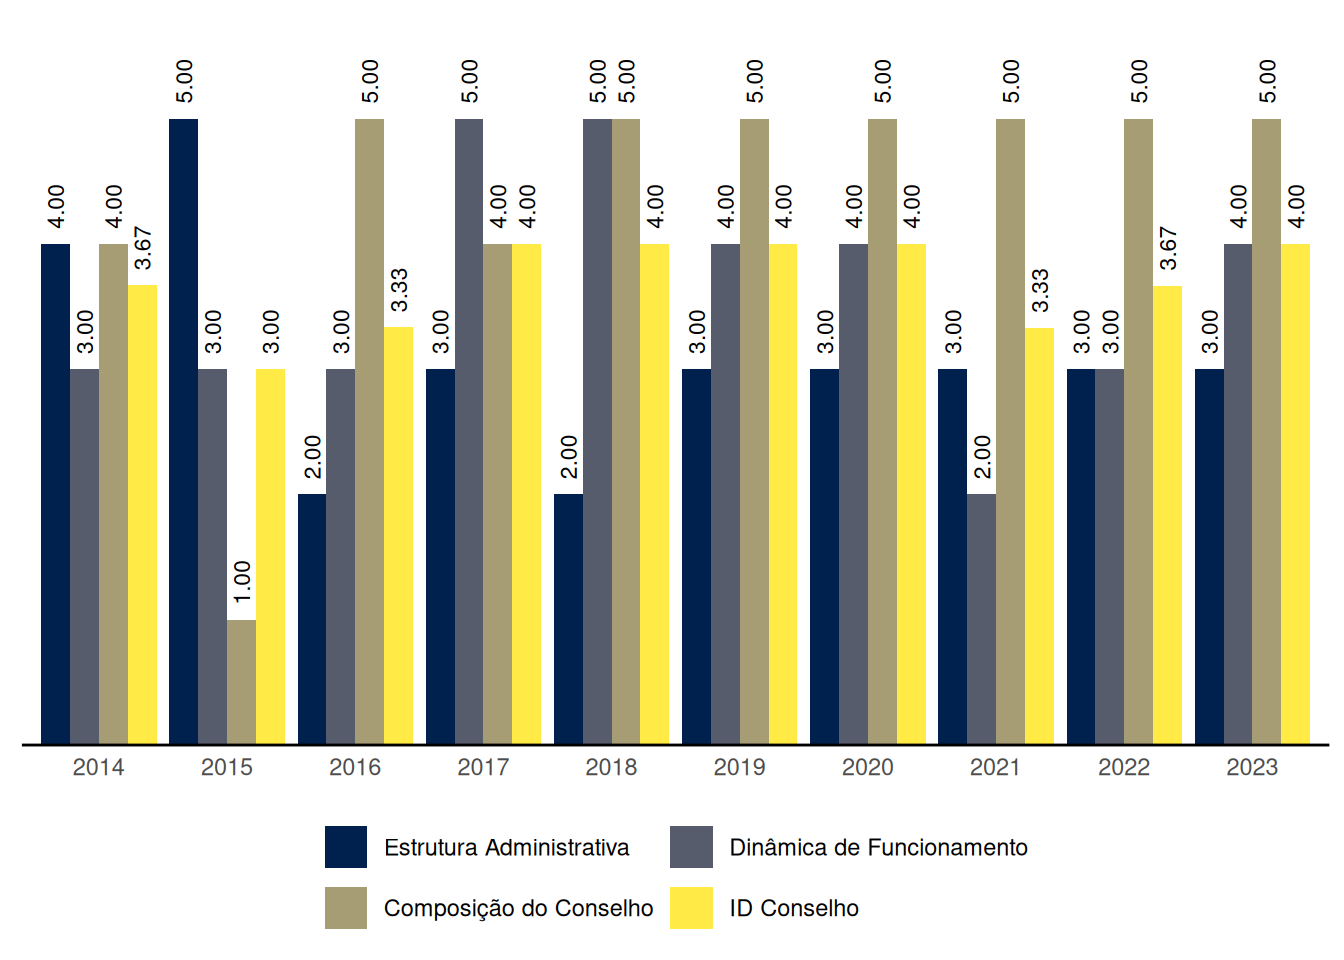 4.00 3.00 4.00 3.67
5.00 3.00 1.00 3.00
2.00 3.00 5.00 3.33
3.00 5.00 4.00 4.00
2.00 5.00 5.00 4.00
3.00 4.00 5.00 4.00
3.00 4.00 5.00 4.00
3.00 2.00 5.00 3.33
3.00 3.00 5.00 3.67
3.00 4.00 5.00 4.00
2014 2015 2016 2017 2018 2019 2020 2021 2022 2023
Estrutura Administrativa Dinâmica de Funcionamento
Composição do Conselho ID Conselho